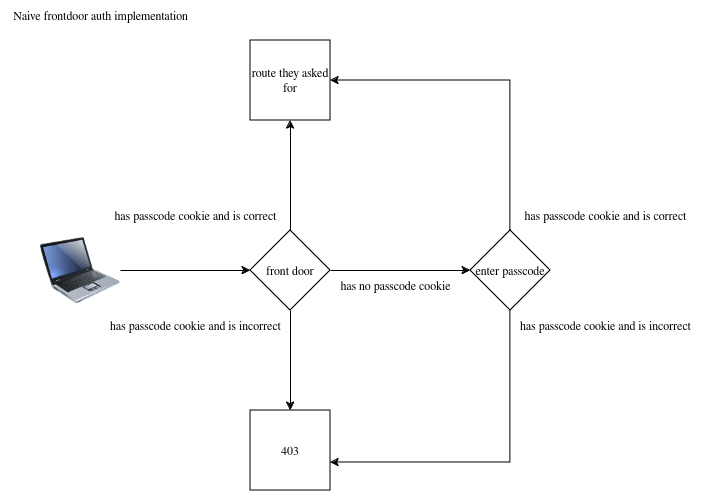 Naive frontdoor auth implementation
route they asked
for
has passcode cookie and is correct
has passcode cookie and is correct
front door
enter passcode
has no passcode cookie
has passcode cookie and is incorrect
has passcode cookie and is incorrect
403